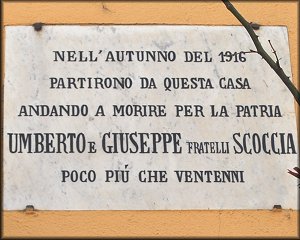 NELL'AUTUNNO DEL 1916
PARTIRONO DA QUESTA CASA
ANDANDO A MORIRE PER LA PATRIA
UMBERTO E GIUSEPPE FRATELLI SCOCCIA
POCO PIÚ CHE VENTENNI